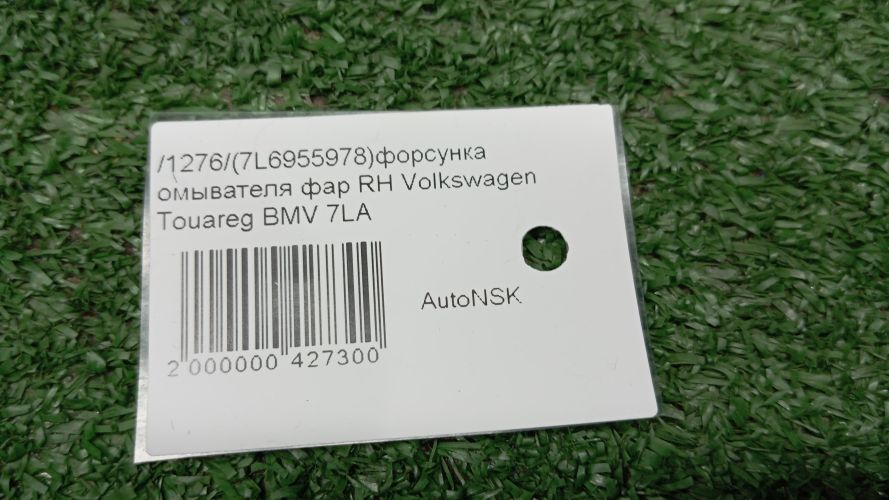 /1276/(7L6955978)форсунка
омывателя фар RH Volkswagen
Touareg BMV 7LA
AutoNSK
2 000000 427300